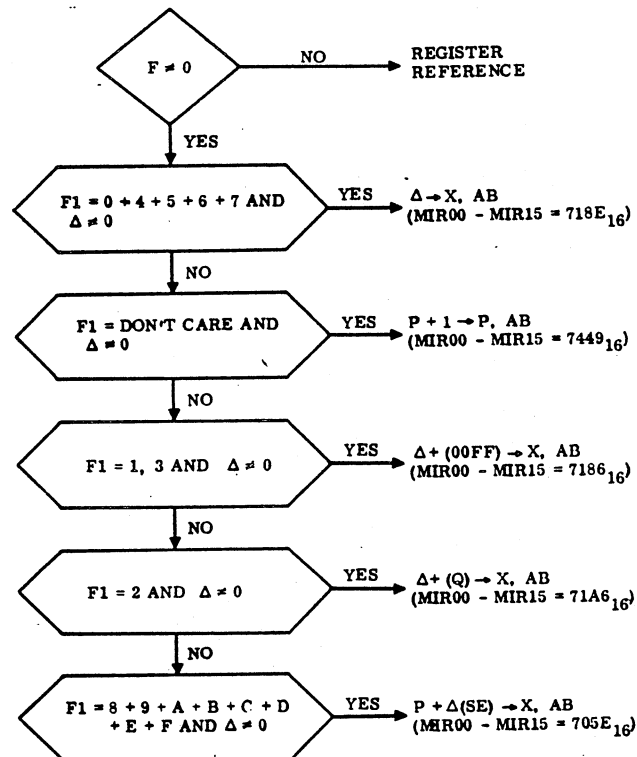 F ≠ 0
NO
REGISTER
REFERENCE
YES
F1 = 0 + 4 + 5 + 6 + 7 AND
Δ ≠ 0
YES
Δ → X, AB
(MIR00 - MIR15 = 718E16)
NO
F1 = DON'T CARE AND
Δ = 0
YES
P + 1 → P, AB
(MIR00 - MIR15 = 744916)
NO
F1 = 1, 3 AND Δ ≠ 0
YES
Δ + (00FF) → X, AB
(MIR00 - MIR15 = 718616)
NO
F1 = 2 AND Δ ≠ 0
YES
Δ + (Q) → X, AB
(MIR00 - MIR15 = 71A616)
NO
F1 = 8 + 9 + A + B + C + D
+ E + F AND Δ ≠ 0
YES
P + Δ(SE) → X, AB
(MIR00 - MIR15 = 705E16)